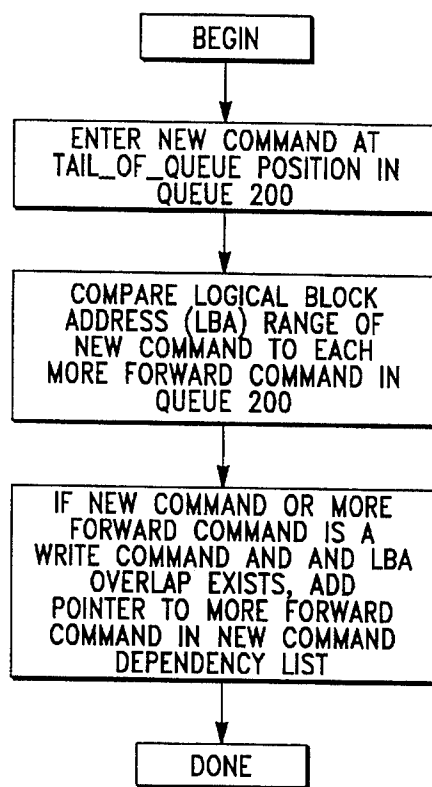 BEGIN
ENTER NEW COMMAND AT
TAIL_OF_QUEUE POSITION IN
QUEUE 200
COMPARE LOGICAL BLOCK
ADDRESS (LBA) RANGE OF
NEW COMMAND TO EACH
MORE FORWARD COMMAND IN
QUEUE 200
IF NEW COMMAND OR MORE
FORWARD COMMAND IS A
WRITE COMMAND AND AND LBA
OVERLAP EXISTS, ADD
POINTER TO MORE FORWARD
COMMAND IN NEW COMMAND
DEPENDENCY LIST
DONE